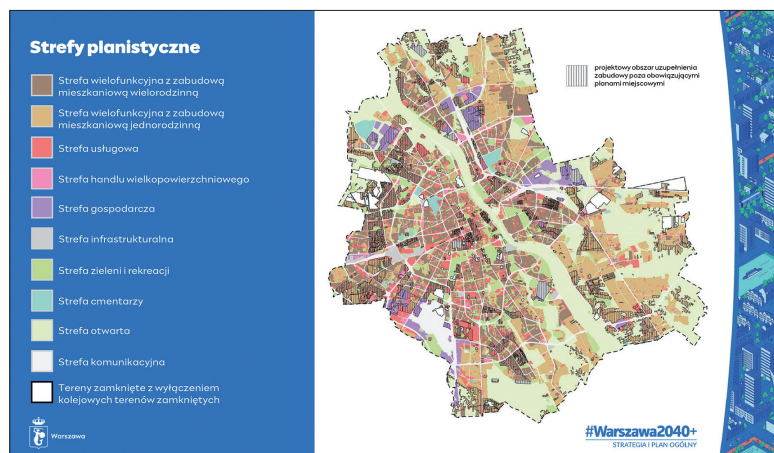 Strefy planistyczne
Strefa wielofunkcyjna z zabudową
mieszkaniową wielorodzinną
Strefa wielofunkcyjna z zabudową
mieszkaniową jednorodzinną
Strefa usługowa
Strefa handlu wielkopowierzchniowego
Strefa gospodarcza
Strefa infrastrukturalna
Strefa zieleni i rekreacji
Strefa cmentarzy
Strefa otwarta
Strefa komunikacyjna
Tereny zamknięte z wyłączeniem
kolejowych terenów zamkniętych
Warszawa
projektowy obszar uzupełnienia
zabudowy poza obowiązującymi
planami miejscowymi
#Warszawa2040+
STRATEGIA I PLAN OGÓLNY